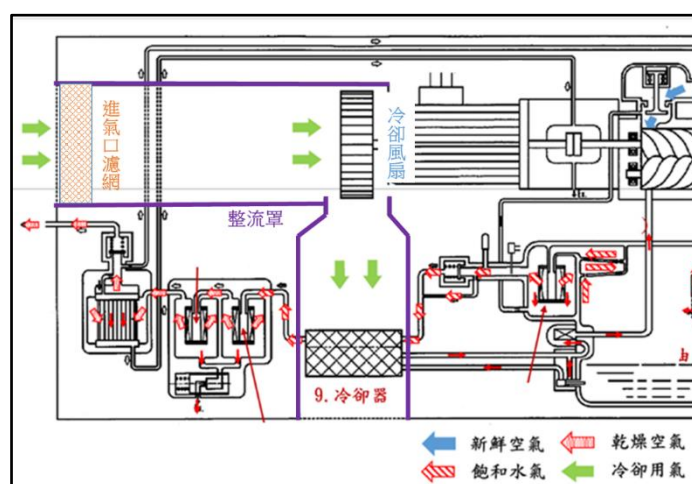 進氣口濾網
冷卻風扇
整流罩
9.冷卻器
由
新鮮空氣
乾燥空氣
飽和水氣
冷卻用氣